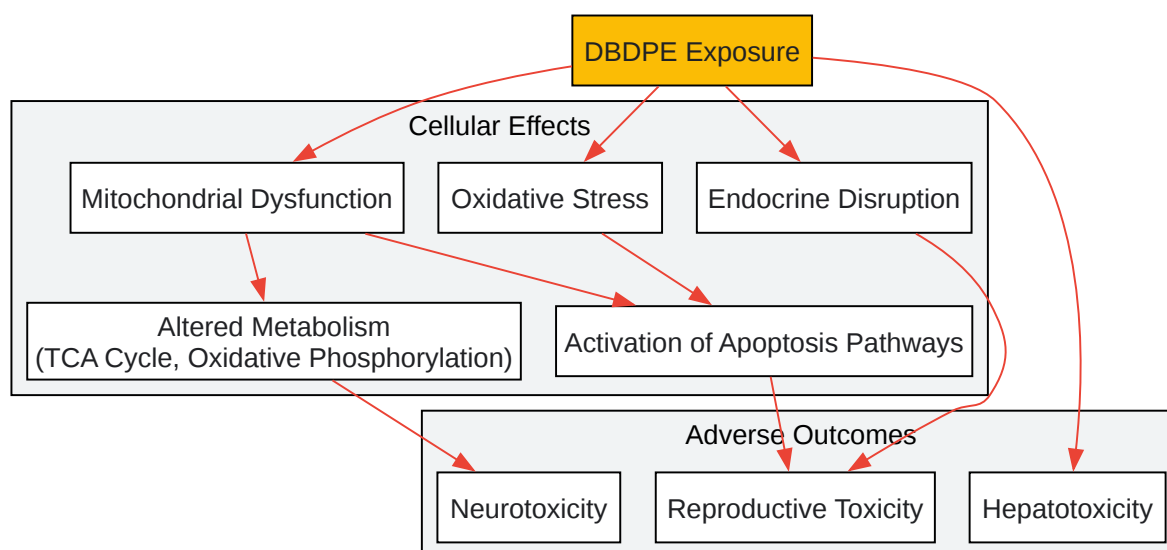 DBDPE Exposure
Cellular Effects
Mitochondrial Dysfunction
Oxidative Stress
Endocrine Disruption
Altered Metabolism
(TCA Cycle, Oxidative Phosphorylation)
Activation of Apoptosis Pathways
Adverse Outcomes
Neurotoxicity
Reproductive Toxicity
Hepatotoxicity